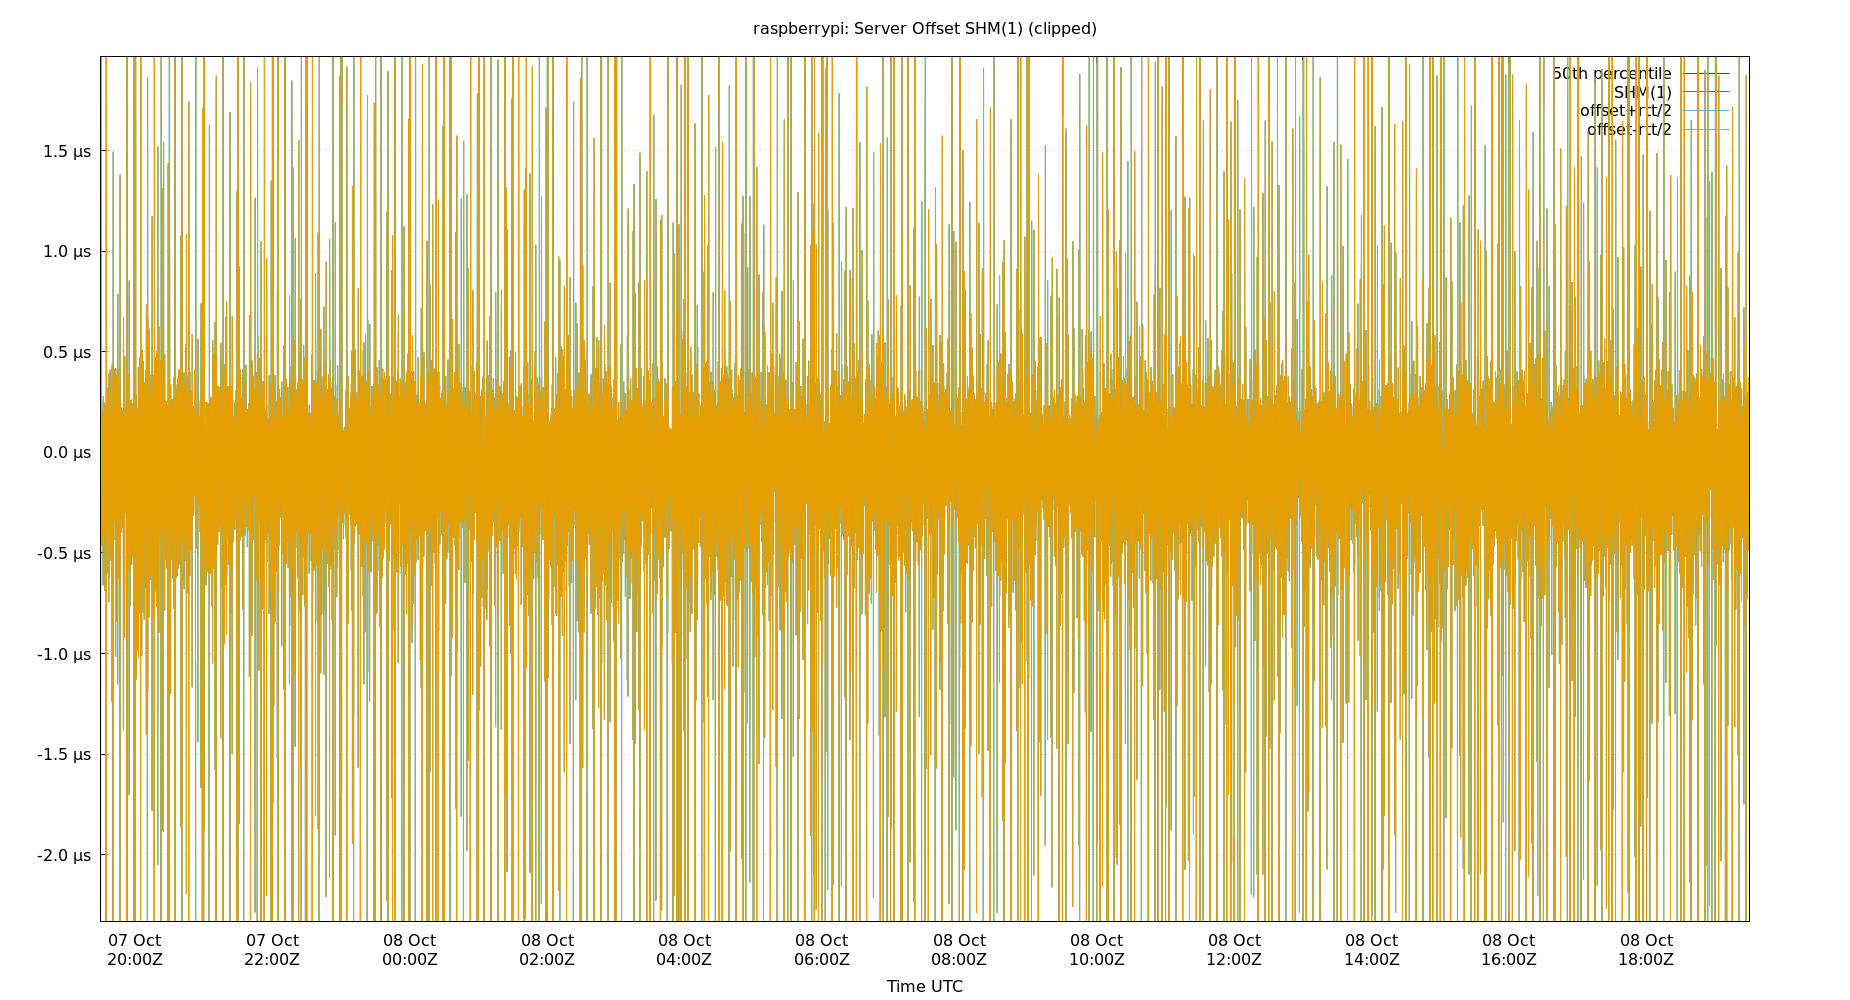 raspberrypi: Server Offset SHM(1) (clipped)
50th percentile
SHM(1)
offset+rtt/2
offset-rtt/2
1.5 µs
1.0 µs
0.5 µs
0.0 µs
-0.5 µs
-1.0 µs
-1.5 µs
-2.0 µs
07 Oct 07 Oct 08 Oct 08 Oct 08 Oct 08 Oct 08 Oct 08 Oct 08 Oct 08 Oct 08 Oct 08 Oct
20:00Z 22:00Z 00:00Z 02:00Z 04:00Z 06:00Z 08:00Z 10:00Z 12:00Z 14:00Z 16:00Z 18:00Z
Time UTC